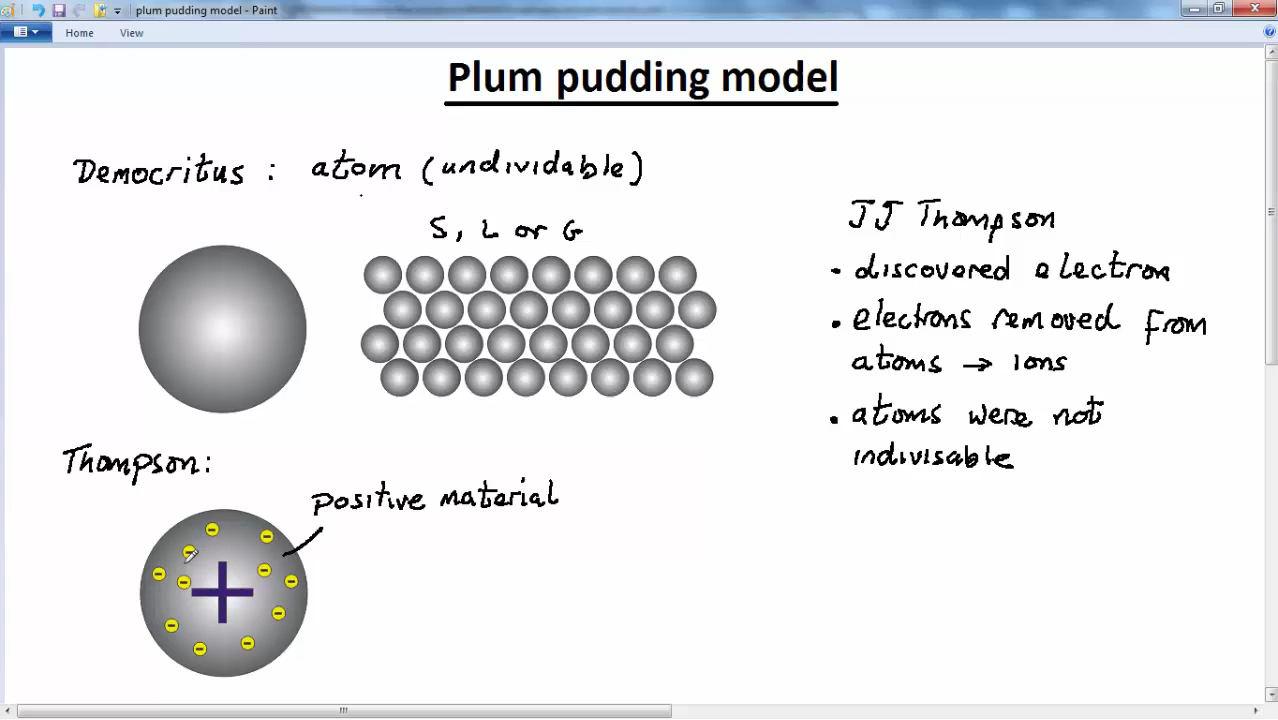 plum pudding model - Paint
Home View
Plum pudding model
Democritus : atom (undividable)
S, L or G
JJ Thompson
• discovered electron
• electrons removed from
atoms → Ions
• atoms were not
indivisable
Thompson:
positive material
+